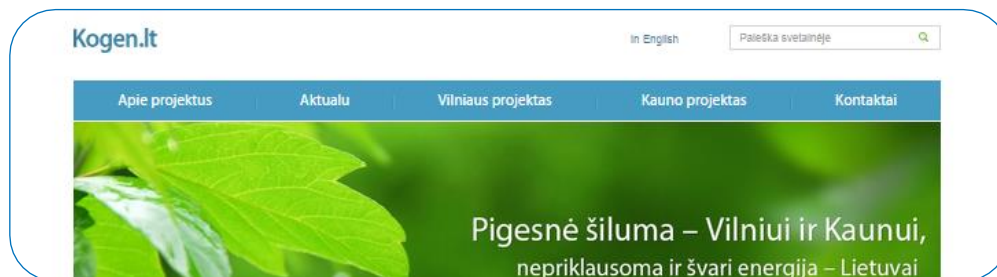 Kogen.lt
In English
Paieška svetainėje
Apie projektus Aktualu Vilniaus projektas Kauno projektas Kontaktai
Pigesnė šiluma – Vilniui ir Kaunui,
nepriklausoma ir švari energija – Lietuvai